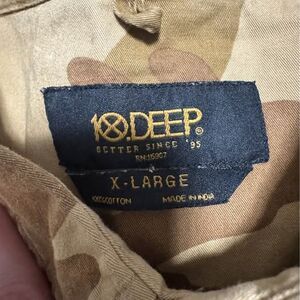 10.DEEP®
BETTER SINCE '95
RN:115907
X-LARGE
100% COTTON MADE IN INDIA